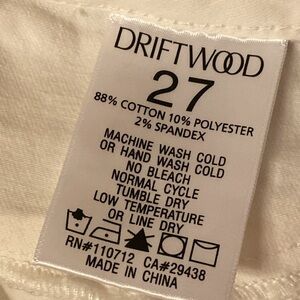 DRIFTWOOD
27
88% COTTON 10% POLYESTER
2% SPANDEX
MACHINE WASH COLD
OR HAND WASH COLD
NO BLEACH
NORMAL CYCLE
TUMBLE DRY
LOW TEMPERATURE
OR LINE DRY
RN#110712 CA#29438
MADE IN CHINA